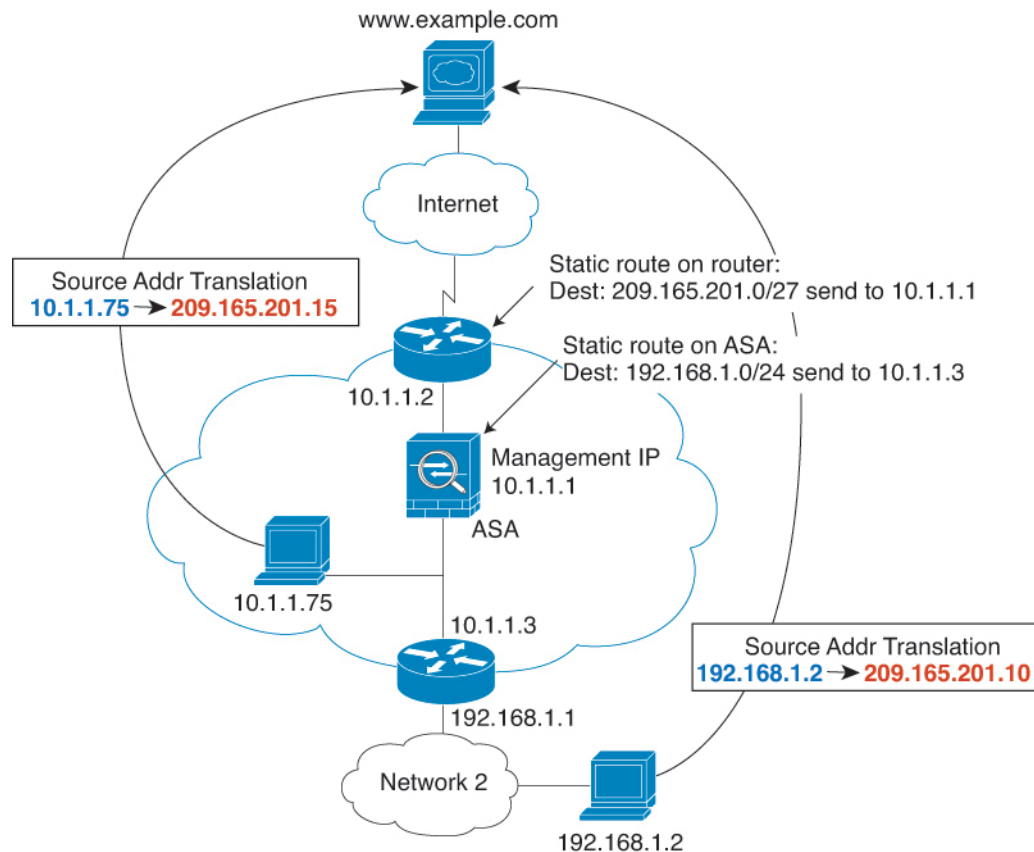 www.example.com
Internet
Static route on router:
Dest: 209.165.201.0/27 send to 10.1.1.1
Source Addr Translation
10.1.1.75 209.165.201.15
Static route on ASA:
Dest: 192.168.1.0/24 send to 10.1.1.3
10.1.1.2
Management IP
10.1.1.1
ASA
10.1.1.75
10.1.1.3
Source Addr Translation
192.168.1.2 209.165.201.10
192.168.1.1
Network 2
192.168.1.2